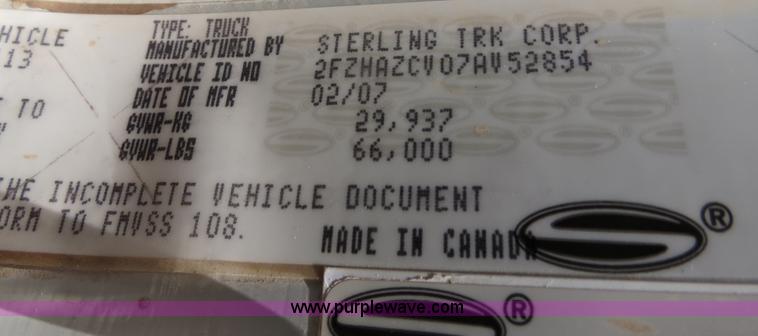 HICLE
13
TO
TYPE: TRUCK
MANUFACTURED BY STERLING TRK CORP.
VEHICLE ID NO 2FZHAZCV07AV52854
DATE OF MFR 02/07
GVWR-KG 29,937
GVWR-LBS 66,000
THE INCOMPLETE VEHICLE DOCUMENT
ORM TO FMVSS 108.
MADE IN CANADA
®
®
www.purplewave.com